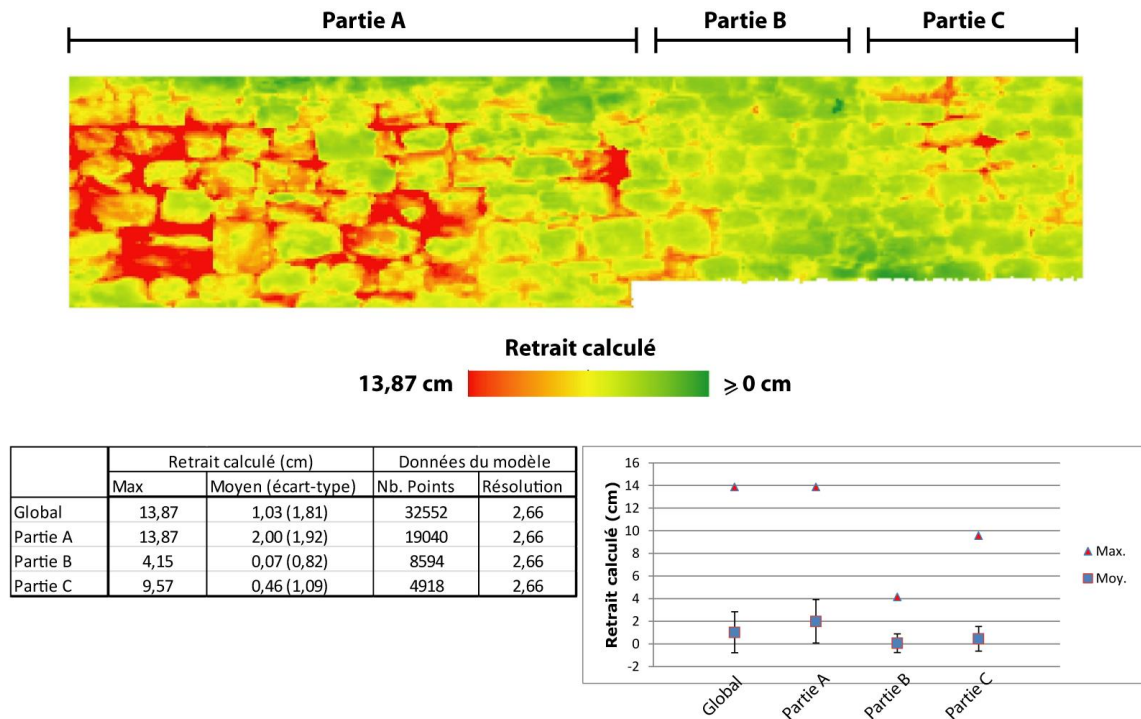 Partie A Partie B Partie C
Retrait calculé
13,87 cm ⩾ 0 cm
Retrait calculé (cm) Données du modèle
Max Moyen (écart-type) Nb. Points Résolution
Global 13,87 1,03 (1,81) 32552 2,66
Partie A 13,87 2,00 (1,92) 19040 2,66
Partie B 4,15 0,07 (0,82) 8594 2,66
Partie C 9,57 0,46 (1,09) 4918 2,66
Retrait calculé (cm)
16
14
12
10
8
6
4
2
0
-2
Global Partie A Partie B Partie C
Max.
Moy.